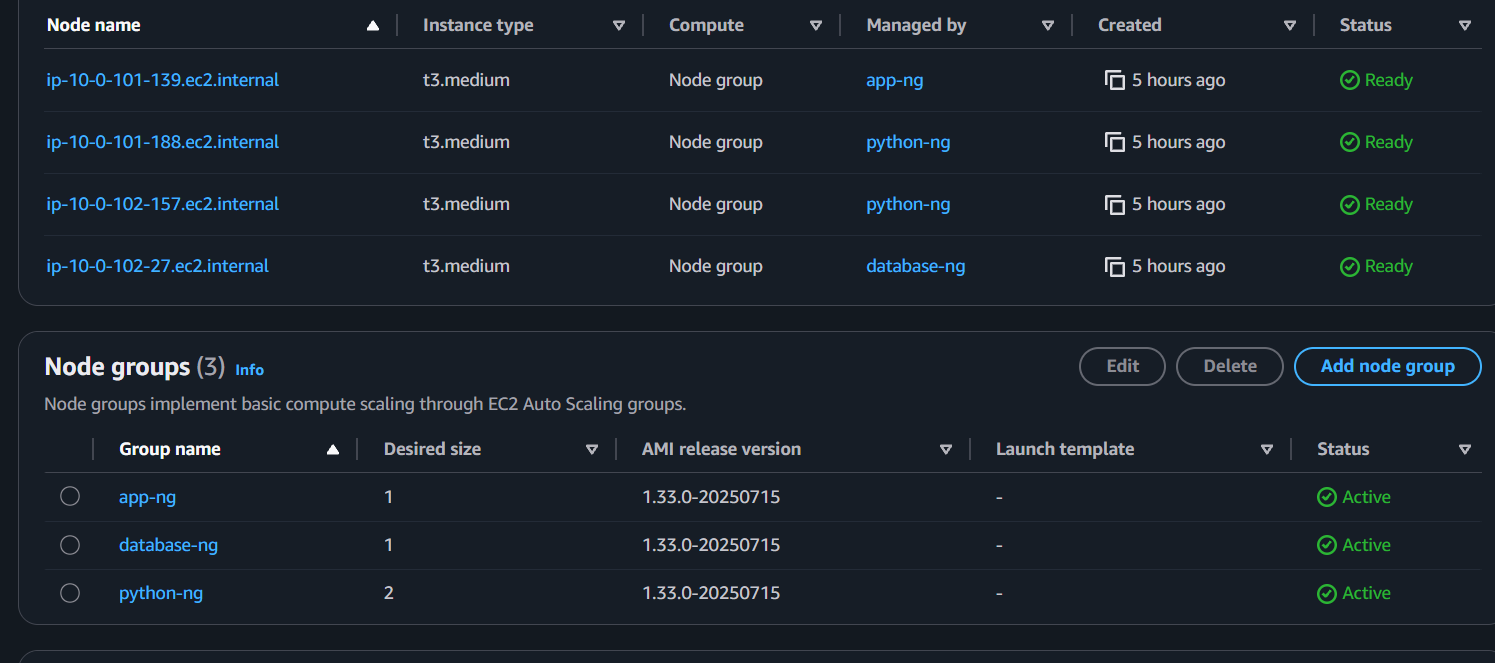 Node name Instance type Compute Managed by Created Status
ip-10-0-101-139.ec2.internal t3.medium Node group app-ng 5 hours ago Ready
ip-10-0-101-188.ec2.internal t3.medium Node group python-ng 5 hours ago Ready
ip-10-0-102-157.ec2.internal t3.medium Node group python-ng 5 hours ago Ready
ip-10-0-102-27.ec2.internal t3.medium Node group database-ng 5 hours ago Ready
Node groups (3) Info Edit Delete Add node group
Node groups implement basic compute scaling through EC2 Auto Scaling groups.
Group name Desired size AMI release version Launch template Status
app-ng 1 1.33.0-20250715 - Active
database-ng 1 1.33.0-20250715 - Active
python-ng 2 1.33.0-20250715 - Active